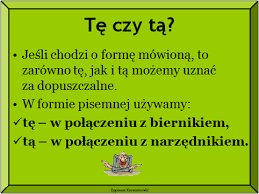 Tę czy tą?
• Jeśli chodzi o formę mówioną, to
zarówno tę, jak i tą możemy uznać
za dopuszczalne.
• W formie pisemnej używamy:
✓ tę – w połączeniu z biernikiem,
✓ tą – w połączeniu z narzędnikiem.